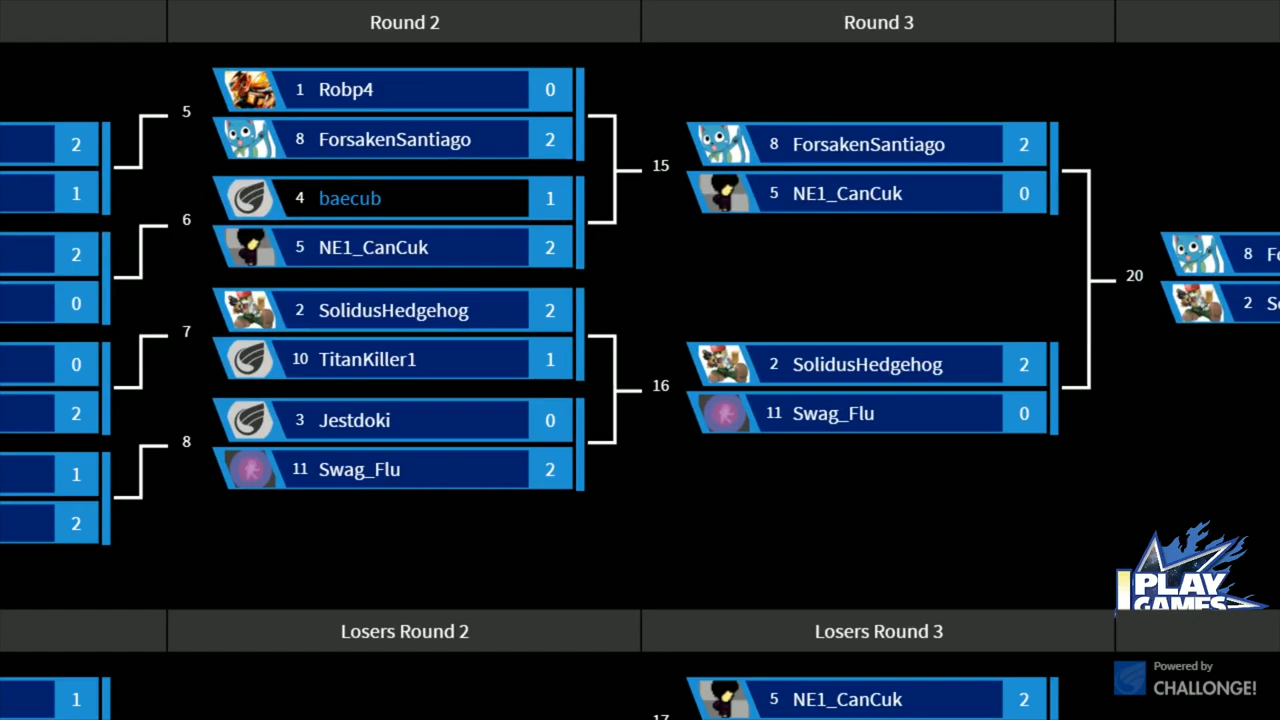 Round 2
Round 3
2
1
5
1 Robp4 0
8 ForsakenSantiago 2
2
0
6
4 baecub 1
5 NE1_CanCuk 2
0
2
7
2 SolidusHedgehog 2
10 TitanKiller1 1
1
2
8
3 Jestdoki 0
11 Swag_Flu 2
15
8 ForsakenSantiago 2
5 NE1_CanCuk 0
16
2 SolidusHedgehog 2
11 Swag_Flu 0
20
8 Fo
2 So
I PLAY
GAMES
Losers Round 2
Losers Round 3
1
17
5 NE1_CanCuk 2
Powered by
CHALLONGE!